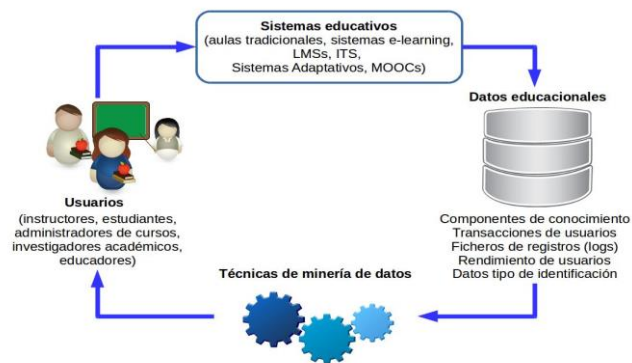 Sistemas educativos
(aulas tradicionales, sistemas e-learning,
LMSs, ITS,
Sistemas Adaptativos, MOOCs)
Datos educacionales
Componentes de conocimiento
Transacciones de usuarios
Ficheros de registros (logs)
Rendimiento de usuarios
Datos tipo de identificación
Técnicas de minería de datos
Usuarios
(instructores, estudiantes,
administradores de cursos,
investigadores académicos,
educadores)